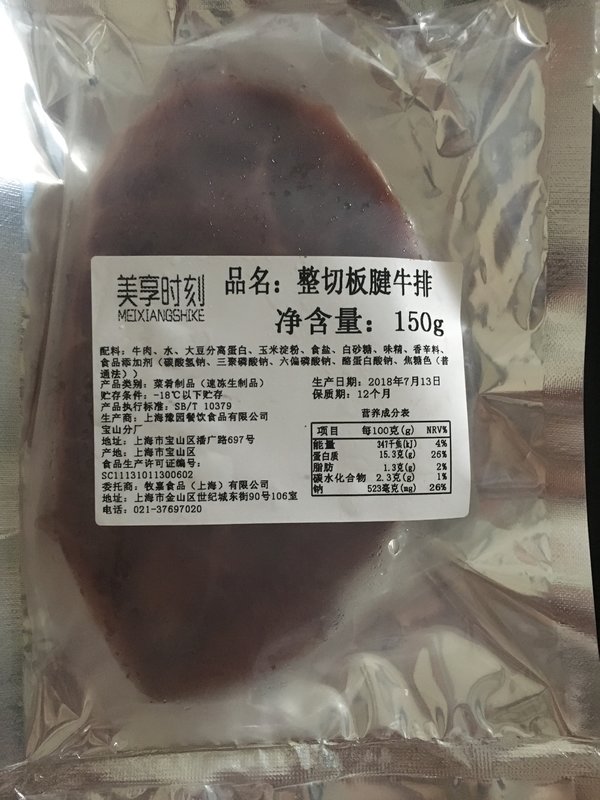 美享时刻
MEIXIANGSHIKE
品名：整切板腱牛排
净含量：150g
配料：牛肉、水、大豆分离蛋白、玉米淀粉、食盐、白砂糖、味精、香辛料、
食品添加剂（碳酸氢钠、三聚磷酸钠、六偏磷酸钠、酪蛋白酸钠、焦糖色（普
通法））
产品类别：菜肴制品（速冻生制品）
贮存条件：-18℃以下贮存
产品执行标准：SB/T 10379
生产商：上海豫园餐饮食品有限公司
宝山分厂
地址：上海市宝山区潘广路697号
产地：上海市宝山区
食品生产许可证编号：
SC11131011300602
委托商：牧嘉食品（上海）有限公司
地址：上海市金山区世纪城东街90号106室
电话：021-37697020
生产日期：2018年7月13日
保质期：12个月
营养成分表
项目 每100克(g) NRV%
能量 347千焦(kJ) 4%
蛋白质 15.3克(g) 26%
脂肪 1.3克(g) 2%
碳水化合物 2.3克(g) 1%
钠 523毫克(mg) 26%